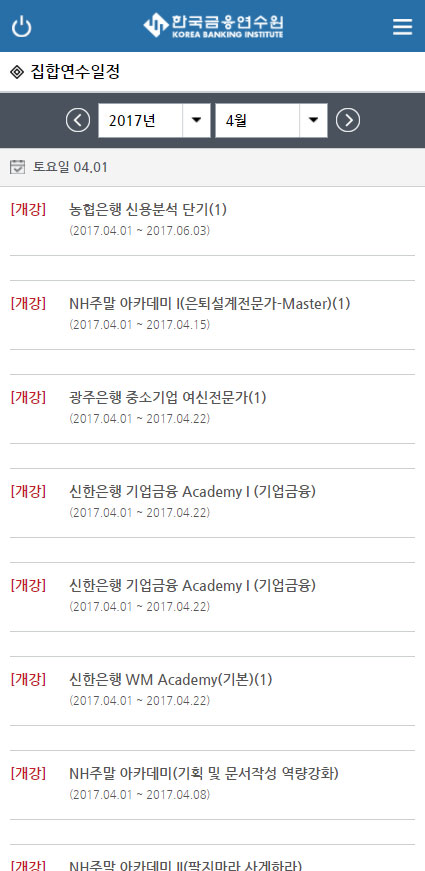 한국금융연수원
KOREA BANKING INSTITUTE
집합연수일정
2017년
4월
토요일 04.01
[개강] 농협은행 신용분석 단기(1)
(2017.04.01 ~ 2017.06.03)
[개강] NH주말 아카데미 I(은퇴설계전문가-Master)(1)
(2017.04.01 ~ 2017.04.15)
[개강] 광주은행 중소기업 여신전문가(1)
(2017.04.01 ~ 2017.04.22)
[개강] 신한은행 기업금융 Academy I (기업금융)
(2017.04.01 ~ 2017.04.22)
[개강] 신한은행 기업금융 Academy I (기업금융)
(2017.04.01 ~ 2017.04.22)
[개강] 신한은행 WM Academy(기본)(1)
(2017.04.01 ~ 2017.04.22)
[개강] NH주말 아카데미(기획 및 문서작성 역량강화)
(2017.04.01 ~ 2017.04.08)
[개강] NH주말 아카데미 II(팔지마라 사게하라)